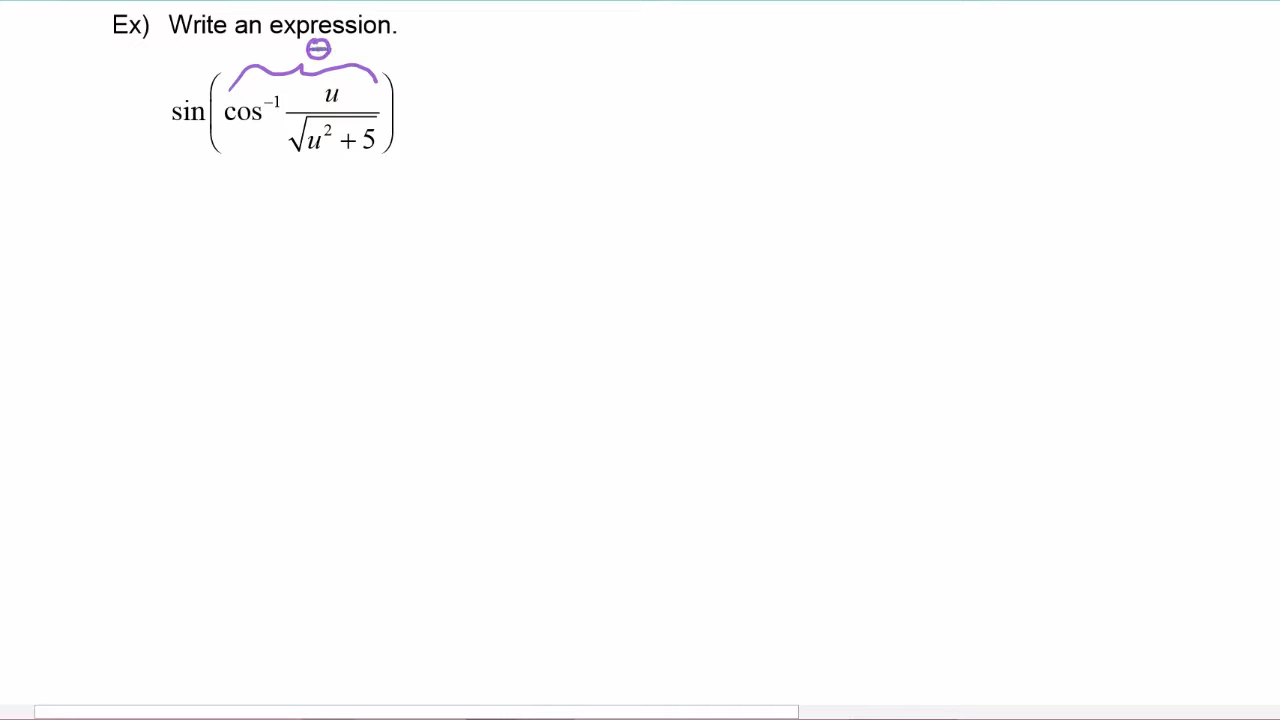 Ex) Write an expression.
θ
sin(cos⁻¹ u/√(u² + 5))